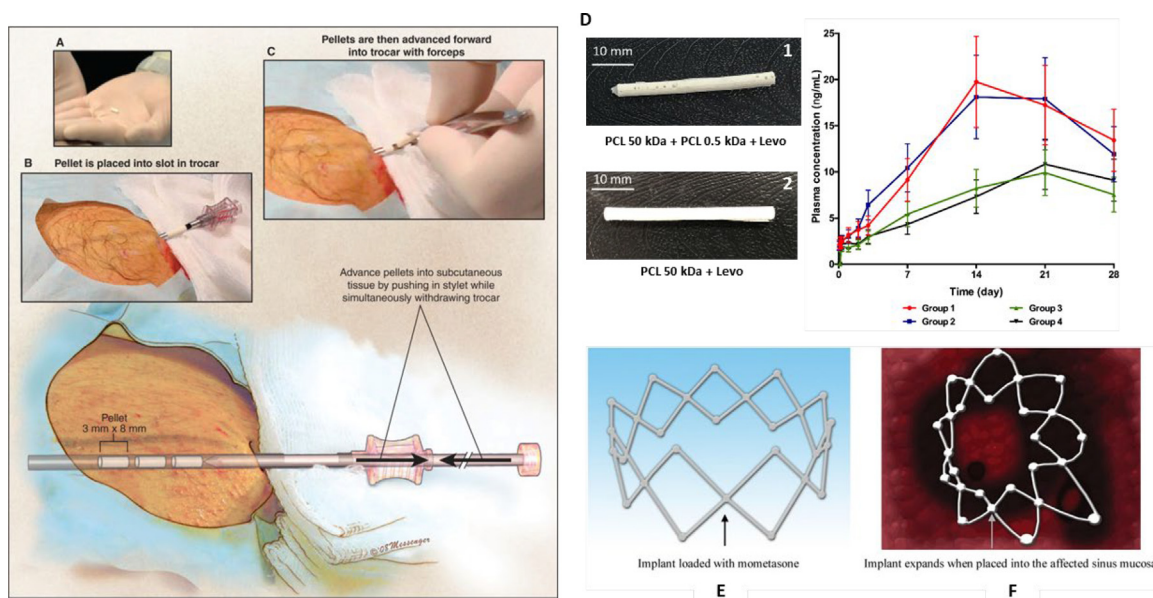 A
C
Pellets are then advanced forward
into trocar with forceps
B
Pellet is placed into slot in trocar
Advance pellets into subcutaneous
tissue by pushing in stylet while
simultaneously withdrawing trocar
Pellet
3 mm x 8 mm
©'05 Messenger
D
10 mm
1
PCL 50 kDa + PCL 0.5 kDa + Levo
10 mm
2
PCL 50 kDa + Levo
Plasma concentration (ng/mL)
25
20
15
10
5
0
0
7
14
21
28
Time (day)
Group 1
Group 3
Group 2
Group 4
Implant loaded with mometasone
Implant expands when placed into the affected sinus mucosa
E
F